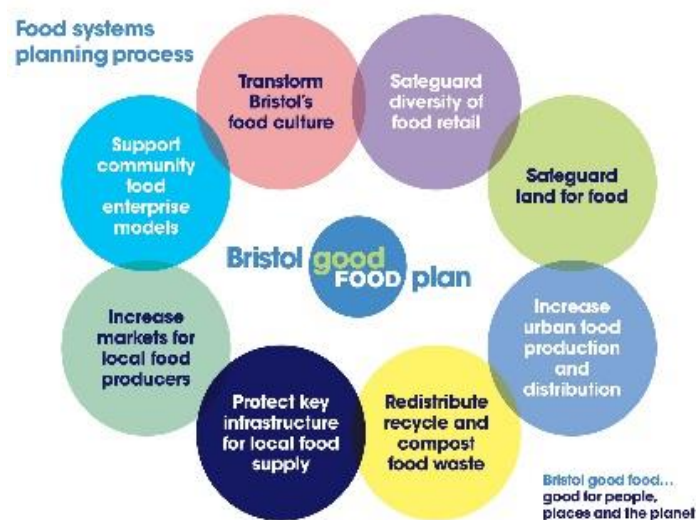 Food systems
planning process
Transform
Bristol's
food culture
Safeguard
diversity of
food retail
Safeguard
land for food
Increase
urban food
production
and
distribution
Redistribute
recycle and
compost
food waste
Protect key
infrastructure
for local food
supply
Increase
markets for
local food
producers
Support
community
food
enterprise
models
Bristol good
FOOD plan
Bristol good food...
good for people,
places and the planet